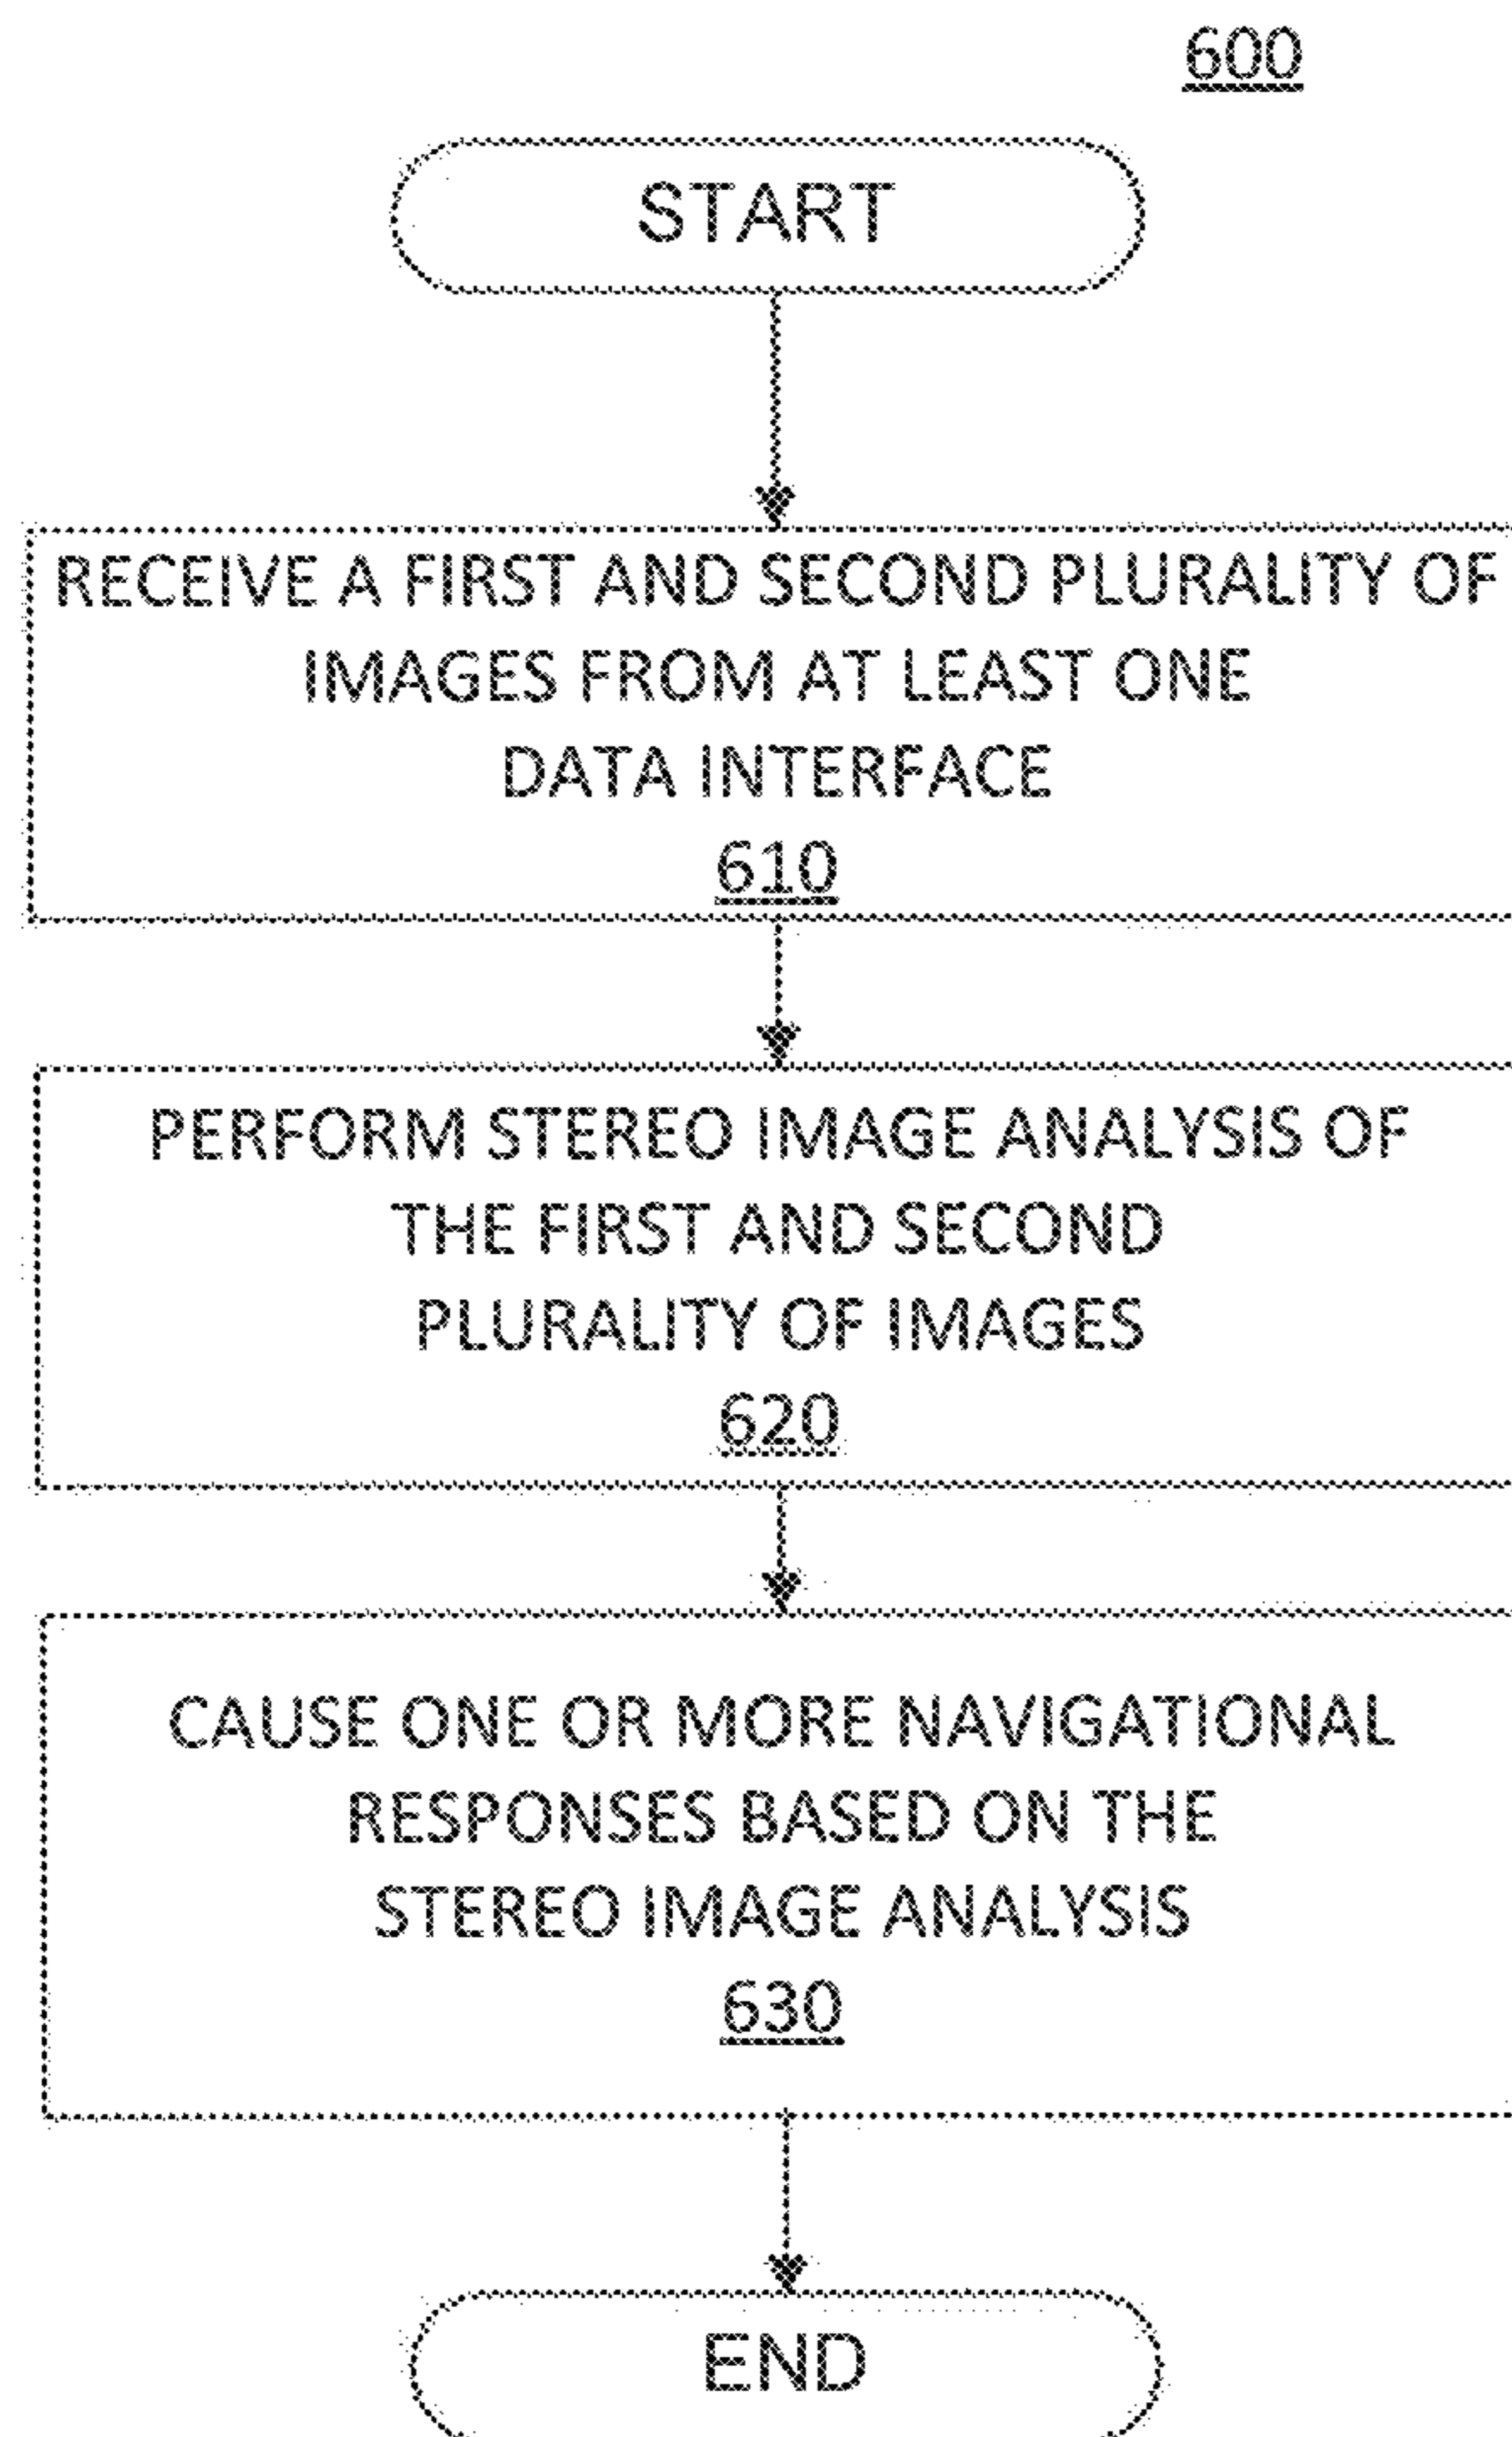 600
START
RECEIVE A FIRST AND SECOND PLURALITY OF
IMAGES FROM AT LEAST ONE
DATA INTERFACE
610
PERFORM STEREO IMAGE ANALYSIS OF
THE FIRST AND SECOND
PLURALITY OF IMAGES
620
CAUSE ONE OR MORE NAVIGATIONAL
RESPONSES BASED ON THE
STEREO IMAGE ANALYSIS
630
END